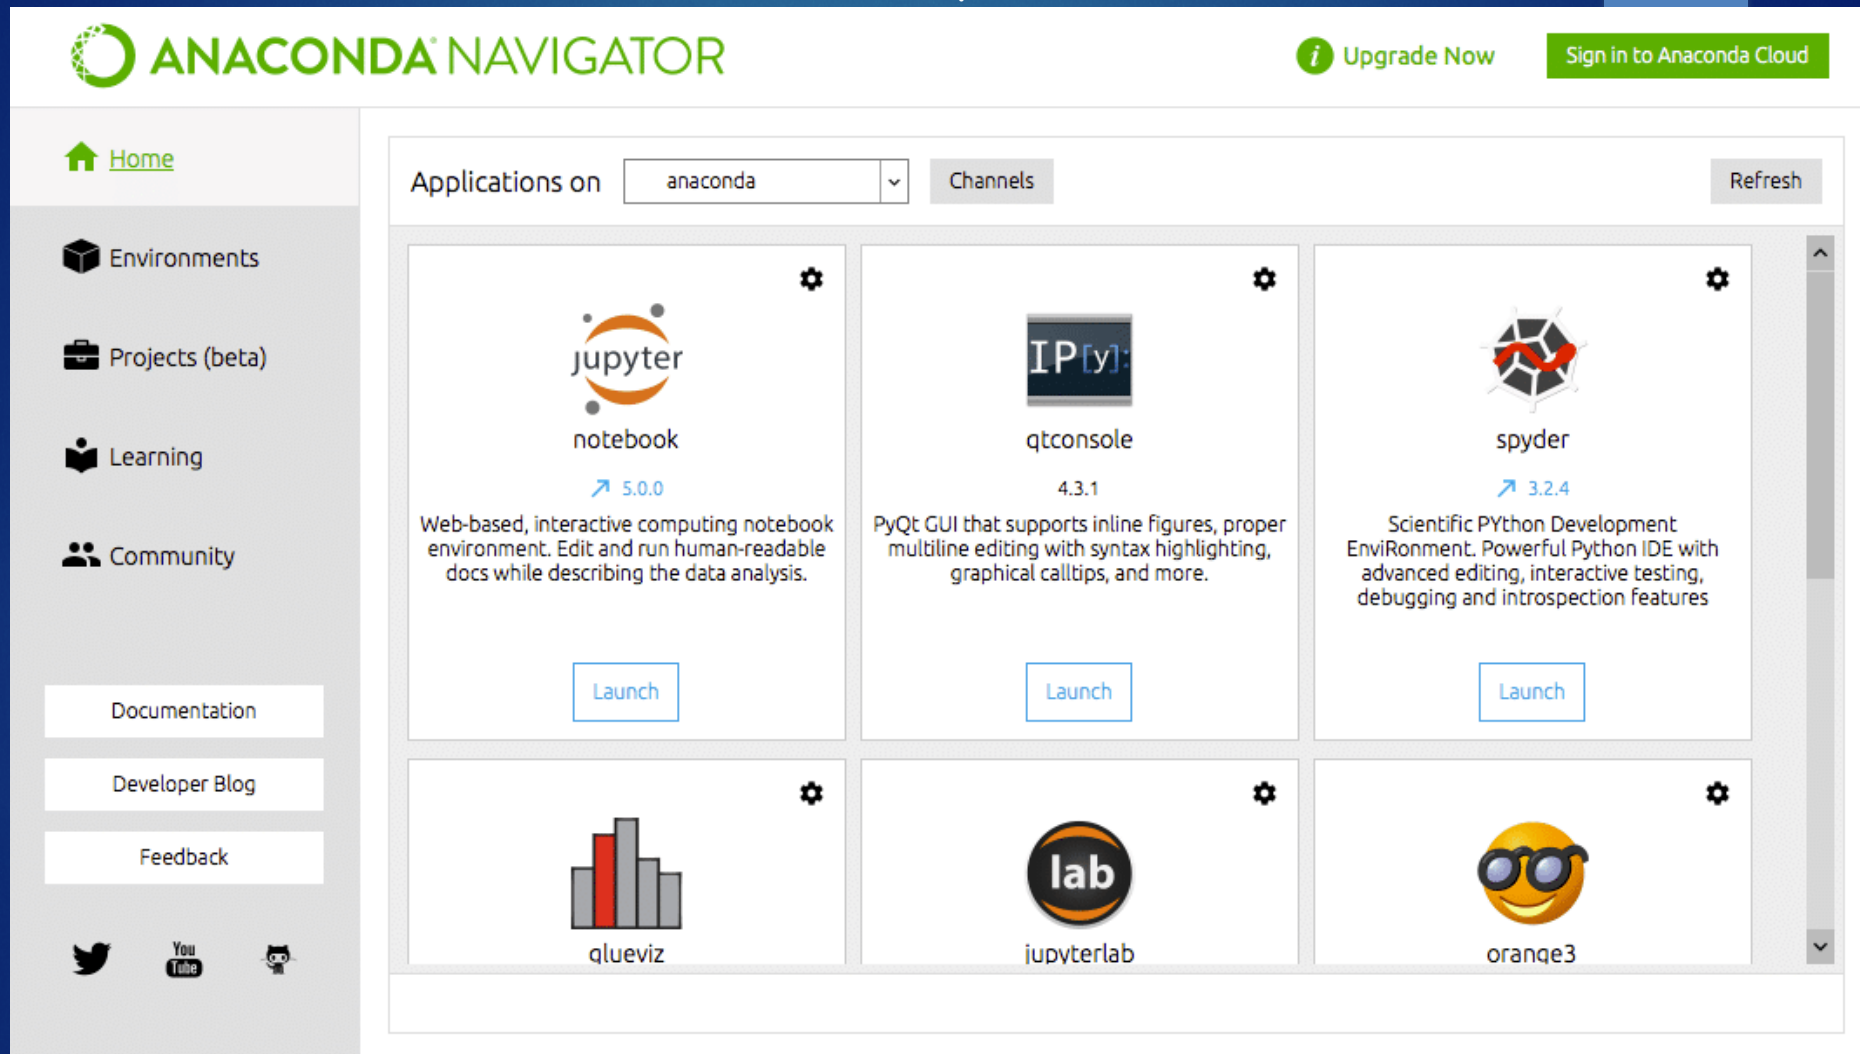 ANACONDA NAVIGATOR
i Upgrade Now
Sign in to Anaconda Cloud
Home
Environments
Projects (beta)
Learning
Community
Documentation
Developer Blog
Feedback
You
Tube
Applications on
anaconda
Channels
Refresh
jupyter
notebook
5.0.0
Web-based, interactive computing notebook
environment. Edit and run human-readable
docs while describing the data analysis.
Launch
IP[y]:
qtconsole
4.3.1
PyQt GUI that supports inline figures, proper
multiline editing with syntax highlighting,
graphical calltips, and more.
Launch
spyder
3.2.4
Scientific PYthon Development
EnviRonment. Powerful Python IDE with
advanced editing, interactive testing,
debugging and introspection features
Launch
glueviz
lab
jupyterlab
orange3